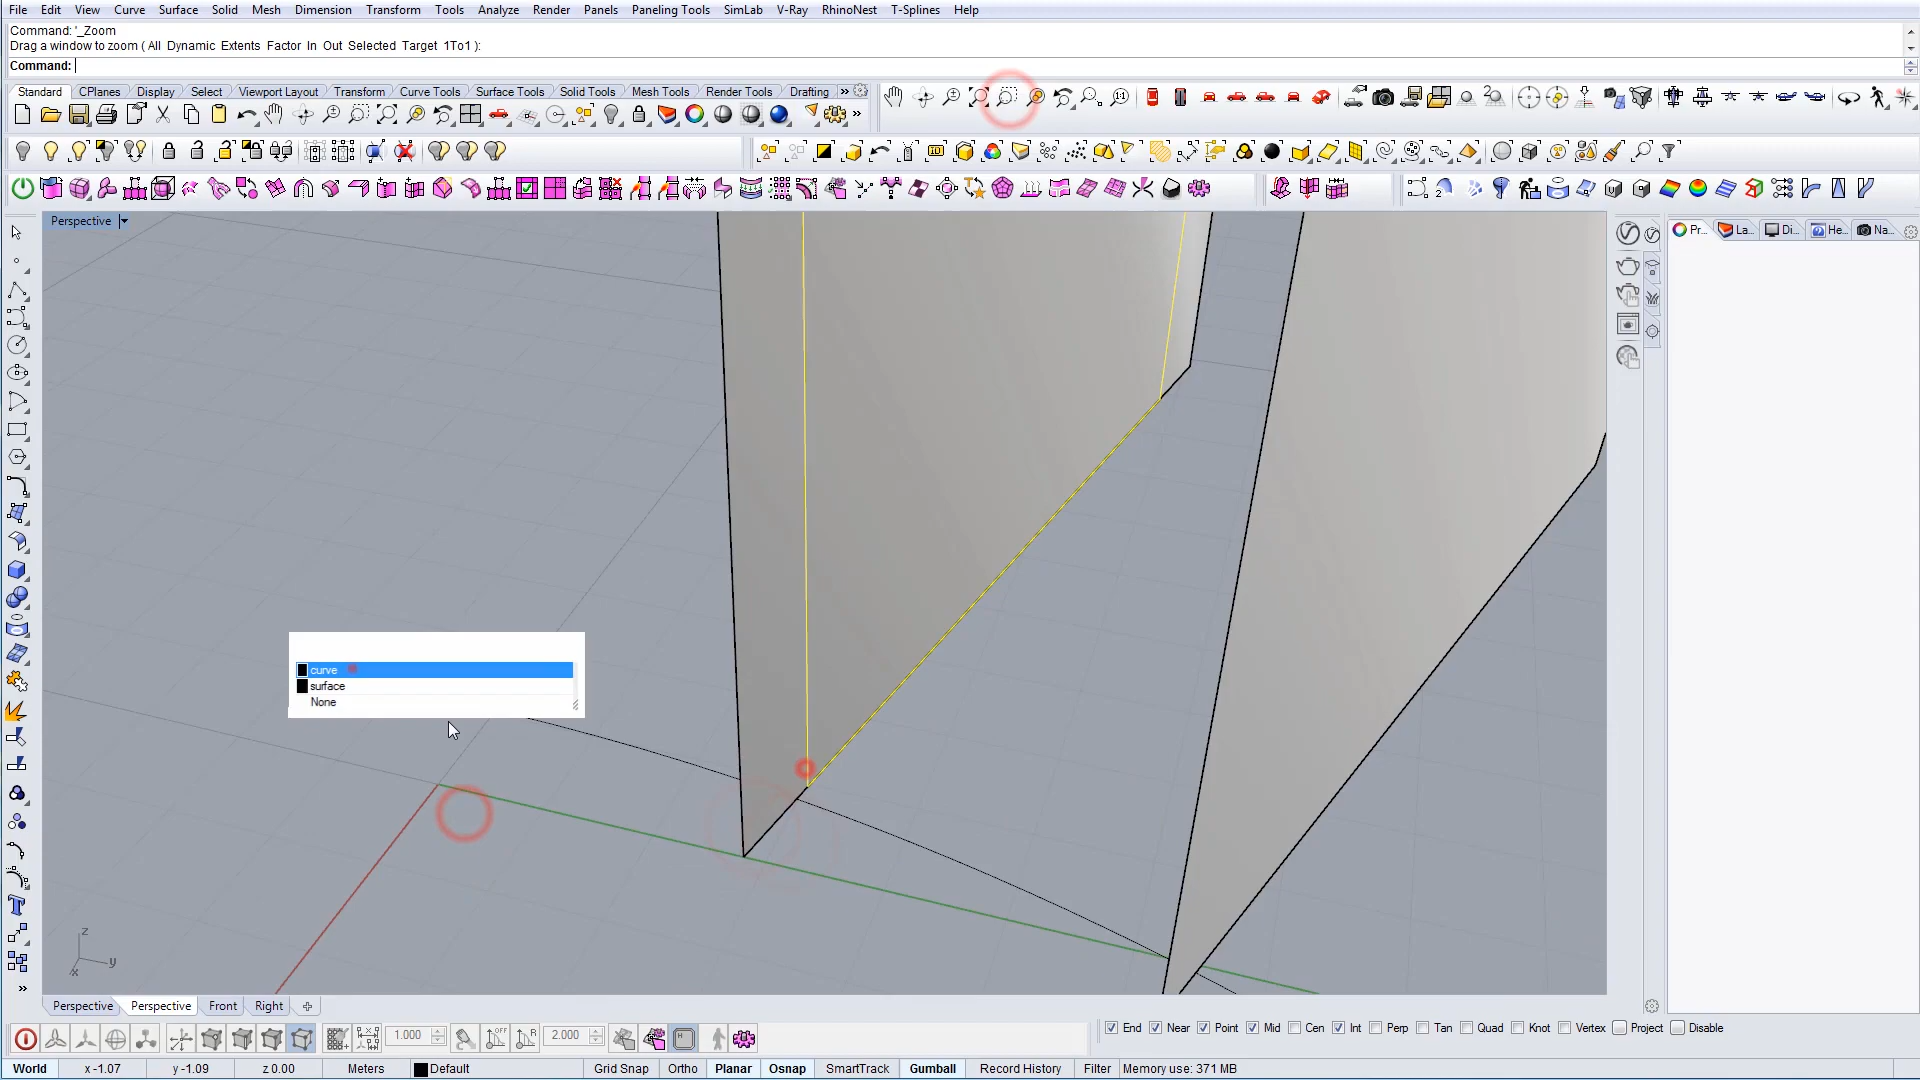 File Edit View Curve Surface Solid Mesh Dimension Transform Tools Analyze Render Panels Paneling Tools SimLab V-Ray RhinoNest T-Splines Help
Command: '_Zoom
Drag a window to zoom ( All Dynamic Extents Factor In Out Selected Target 1To1 ):
Command:
Standard CPlanes Display Select Viewport Layout Transform Curve Tools Surface Tools Solid Tools Mesh Tools Render Tools Drafting »
Perspective
Pr... La... Di... He... Na...
curve
surface
None
z
y
x
Perspective Perspective Front Right
1.000 2.000 End Near Point Mid Cen Int Perp Tan Quad Knot Vertex Project Disable
World x -1.07 y -1.09 z 0.00 Meters Default Grid Snap Ortho Planar Osnap SmartTrack Gumball Record History Filter Memory use: 371 MB